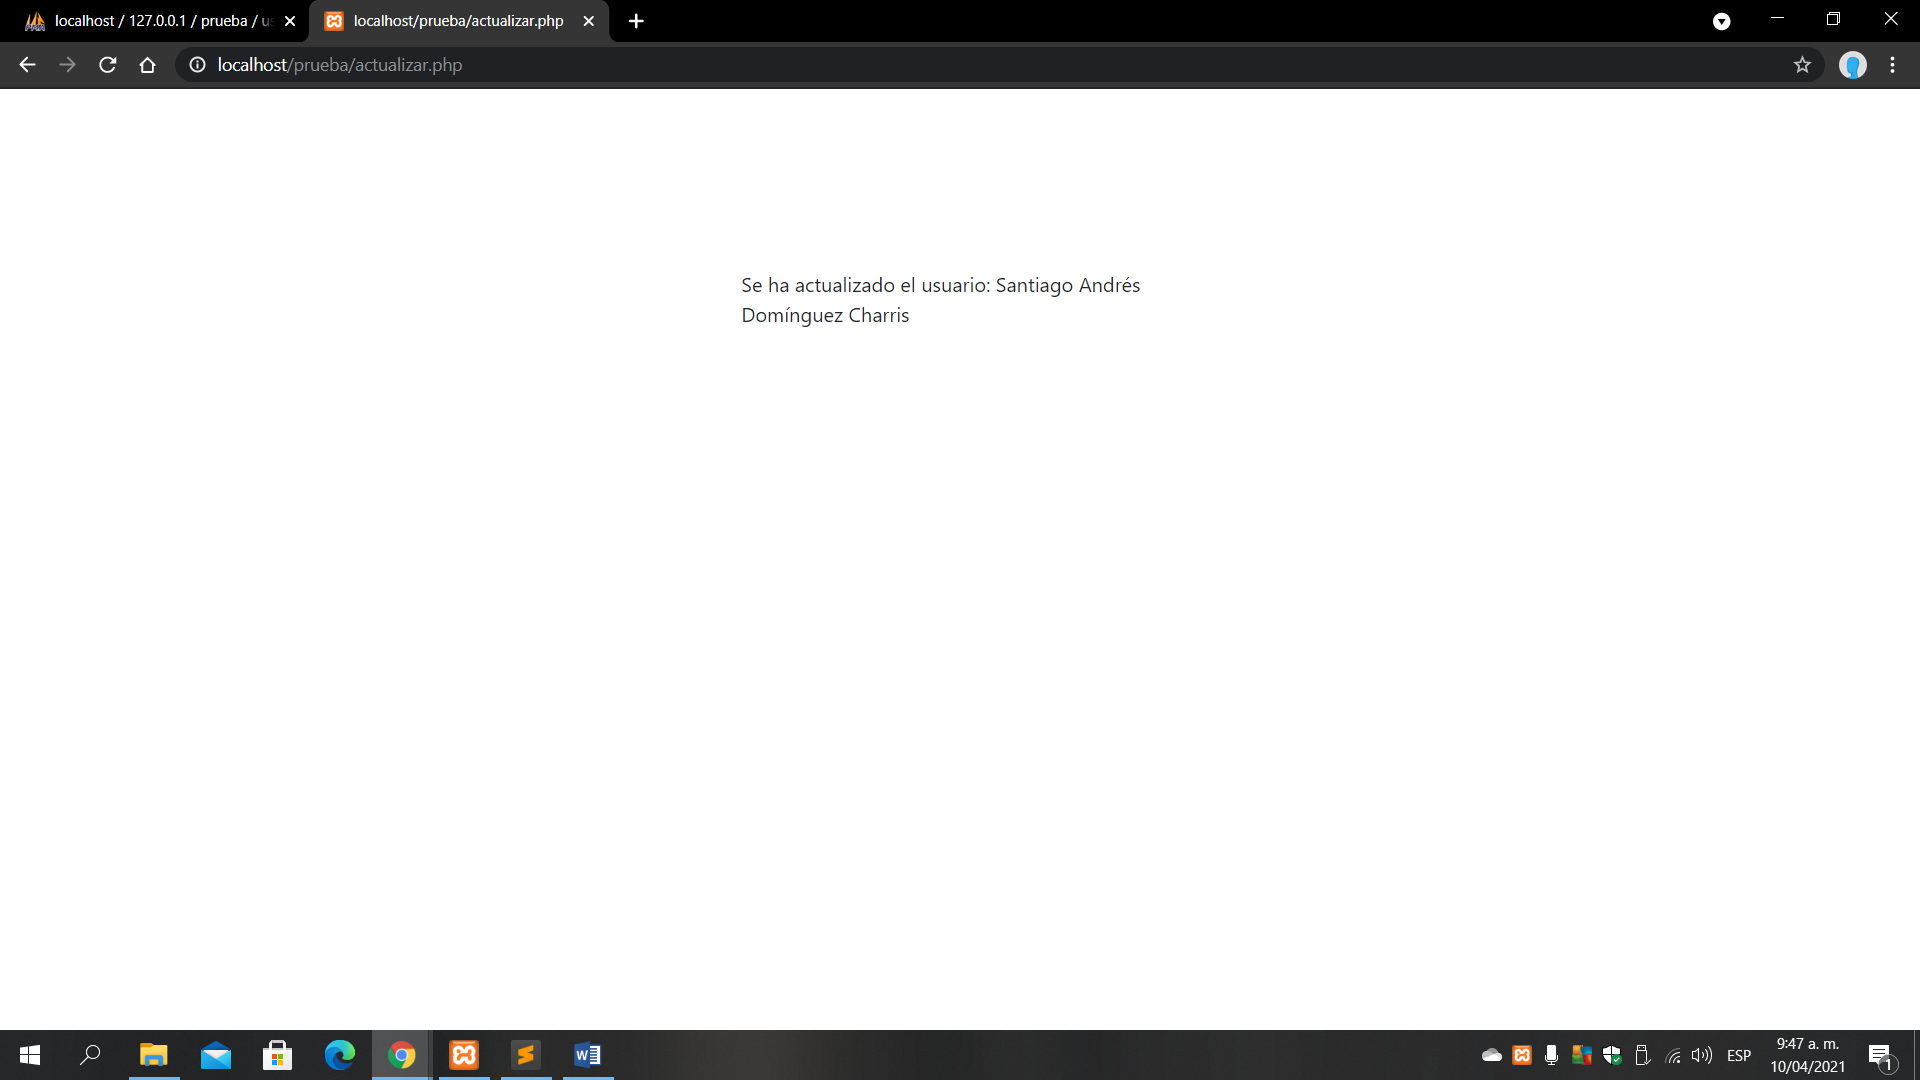 localhost / 127.0.0.1 / prueba / us
localhost/prueba/actualizar.php
localhost/prueba/actualizar.php
Se ha actualizado el usuario: Santiago Andrés
Domínguez Charris
ESP
9:47 a. m.
10/04/2021
1